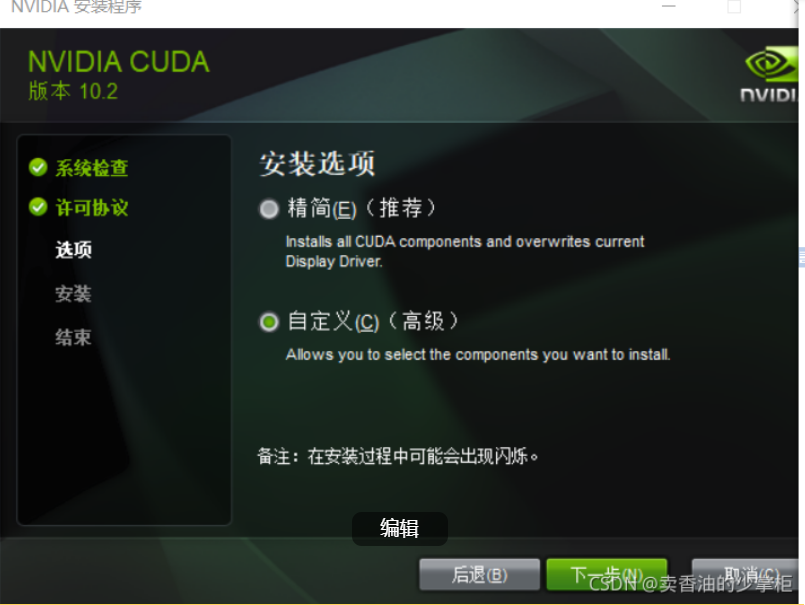 NVIDIA 安装程序
NVIDIA CUDA
版本 10.2
NVIDI
系统检查
许可协议
选项
安装
结束
安装选项
精简(E)（推荐）
Installs all CUDA components and overwrites current
Display Driver.
自定义(C)（高级）
Allows you to select the components you want to install.
备注：在安装过程中可能会出现闪烁。
编辑
后退(B)
下一步(N)
取消(C)
CSDN @卖香油的少掌柜